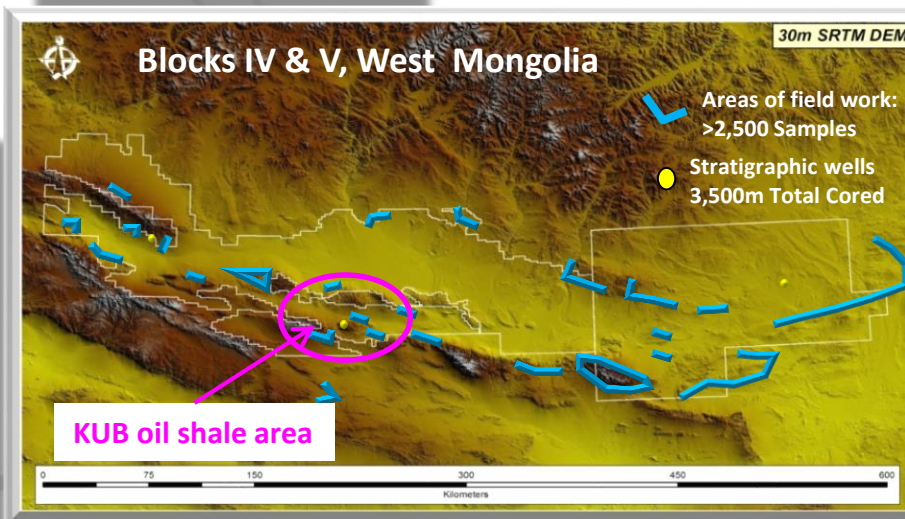 30m SRTM DEM
Blocks IV & V, West Mongolia
Areas of field work:
>2,500 Samples
Stratigraphic wells
3,500m Total Cored
KUB oil shale area
0 75 150 300 450 600
Kilometers